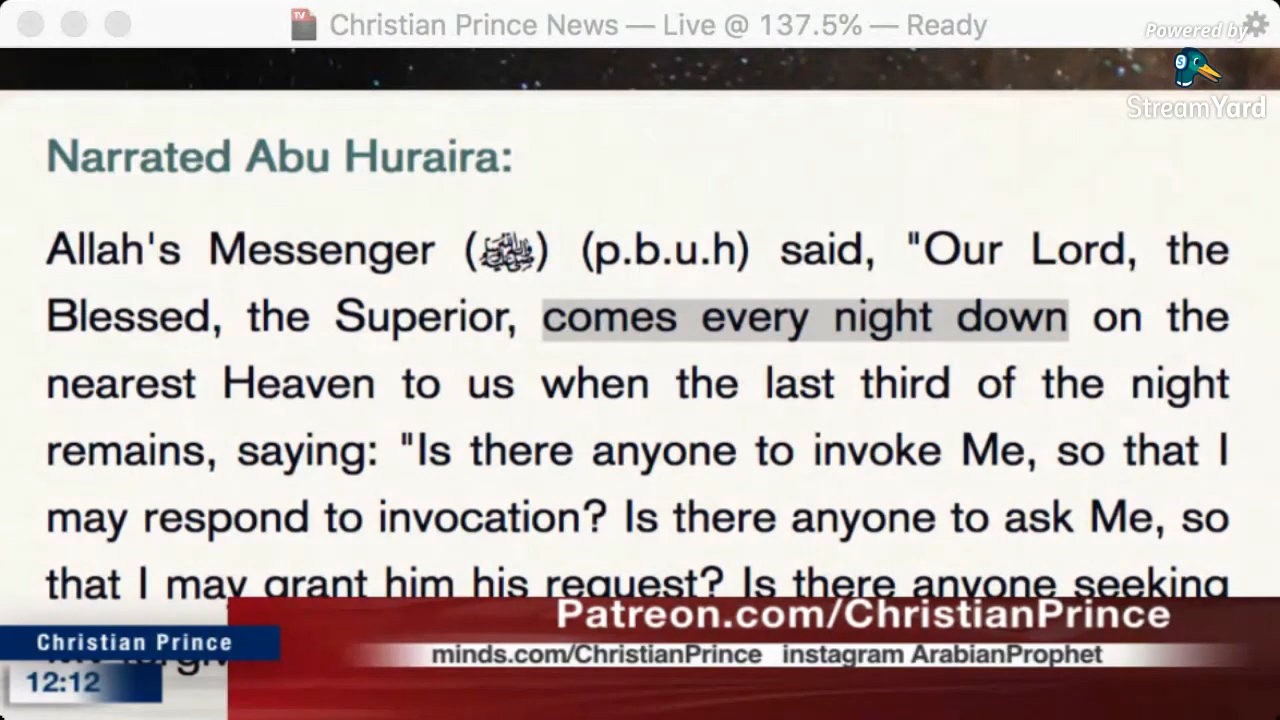 Christian Prince News — Live @ 137.5% — Ready
Powered by
StreamYard
Narrated Abu Huraira:
Allah's Messenger (ﷺ) (p.b.u.h) said, "Our Lord, the
Blessed, the Superior, comes every night down on the
nearest Heaven to us when the last third of the night
remains, saying: "Is there anyone to invoke Me, so that I
may respond to invocation? Is there anyone to ask Me, so
that I may grant him his request? Is there anyone seeking
Patreon.com/ChristianPrince
Christian Prince
minds.com/ChristianPrince instagram ArabianProphet
12:12